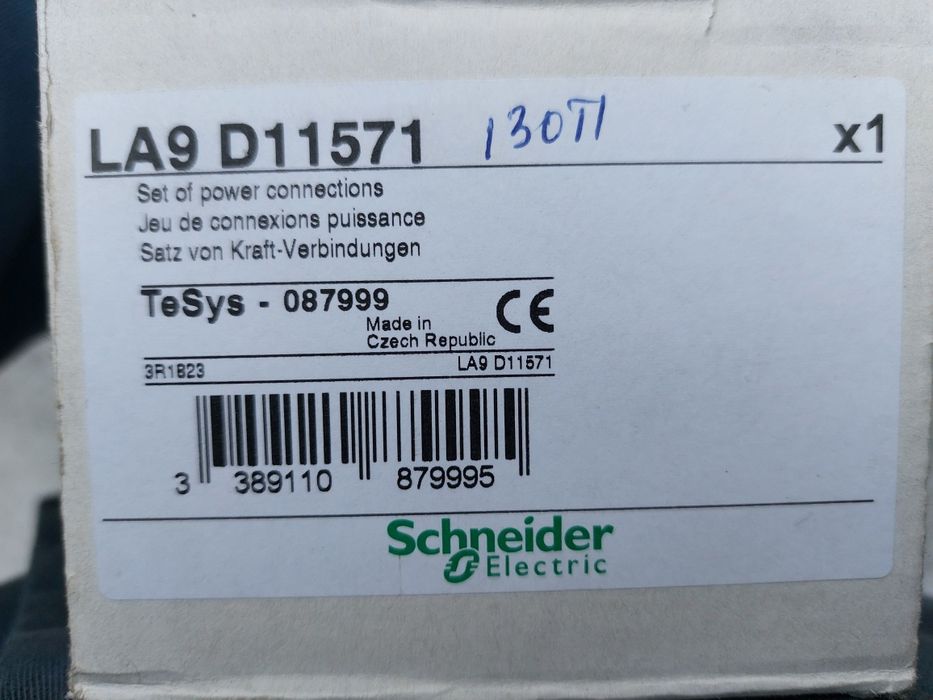 LA9 D11571 130П x1
Set of power connections
Jeu de connexions puissance
Satz von Kraft-Verbindungen
TeSys - 087999 CE
Made in
Czech Republic
3R1B23 LA9 D11571
3 389110 879995
Schneider
Electric